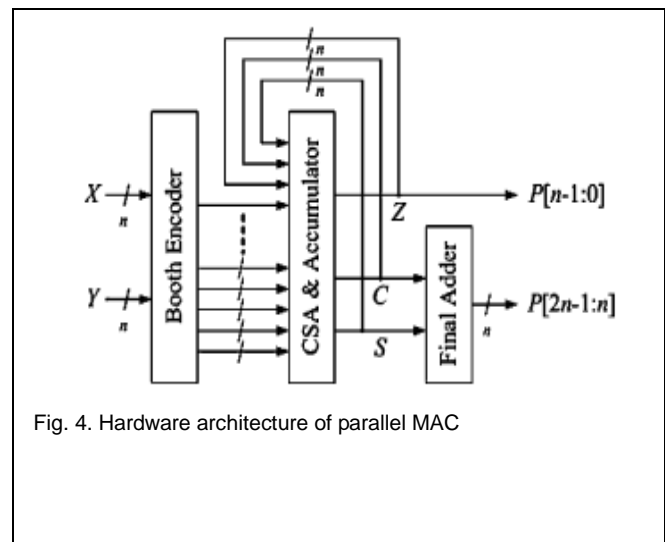 n
n
n
X
n
Y
n
Booth Encoder
CSA & Accumulator
Z
C
S
Final Adder
P[n-1:0]
n
P[2n-1:n]
Fig. 4. Hardware architecture of parallel MAC